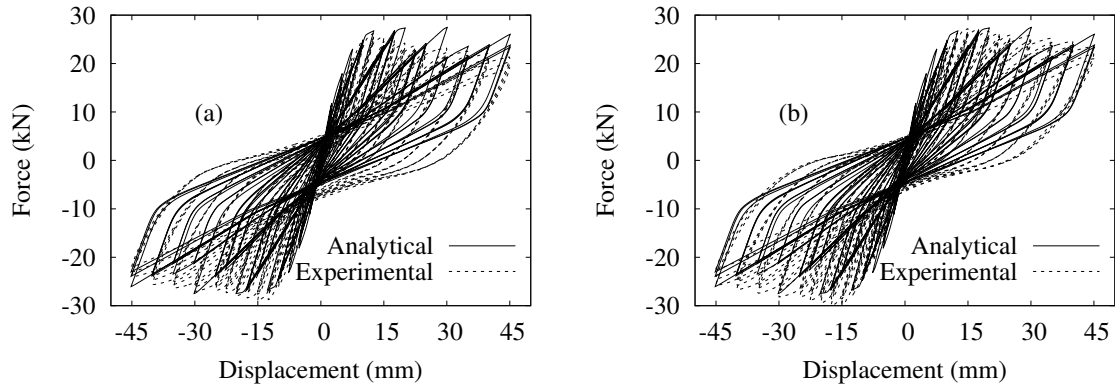 30
20
10
0
-10
-20
-30
Force (kN)
(a)
Analytical
Experimental
-45 -30 -15 0 15 30 45
Displacement (mm)
30
20
10
0
-10
-20
-30
Force (kN)
(b)
Analytical
Experimental
-45 -30 -15 0 15 30 45
Displacement (mm)